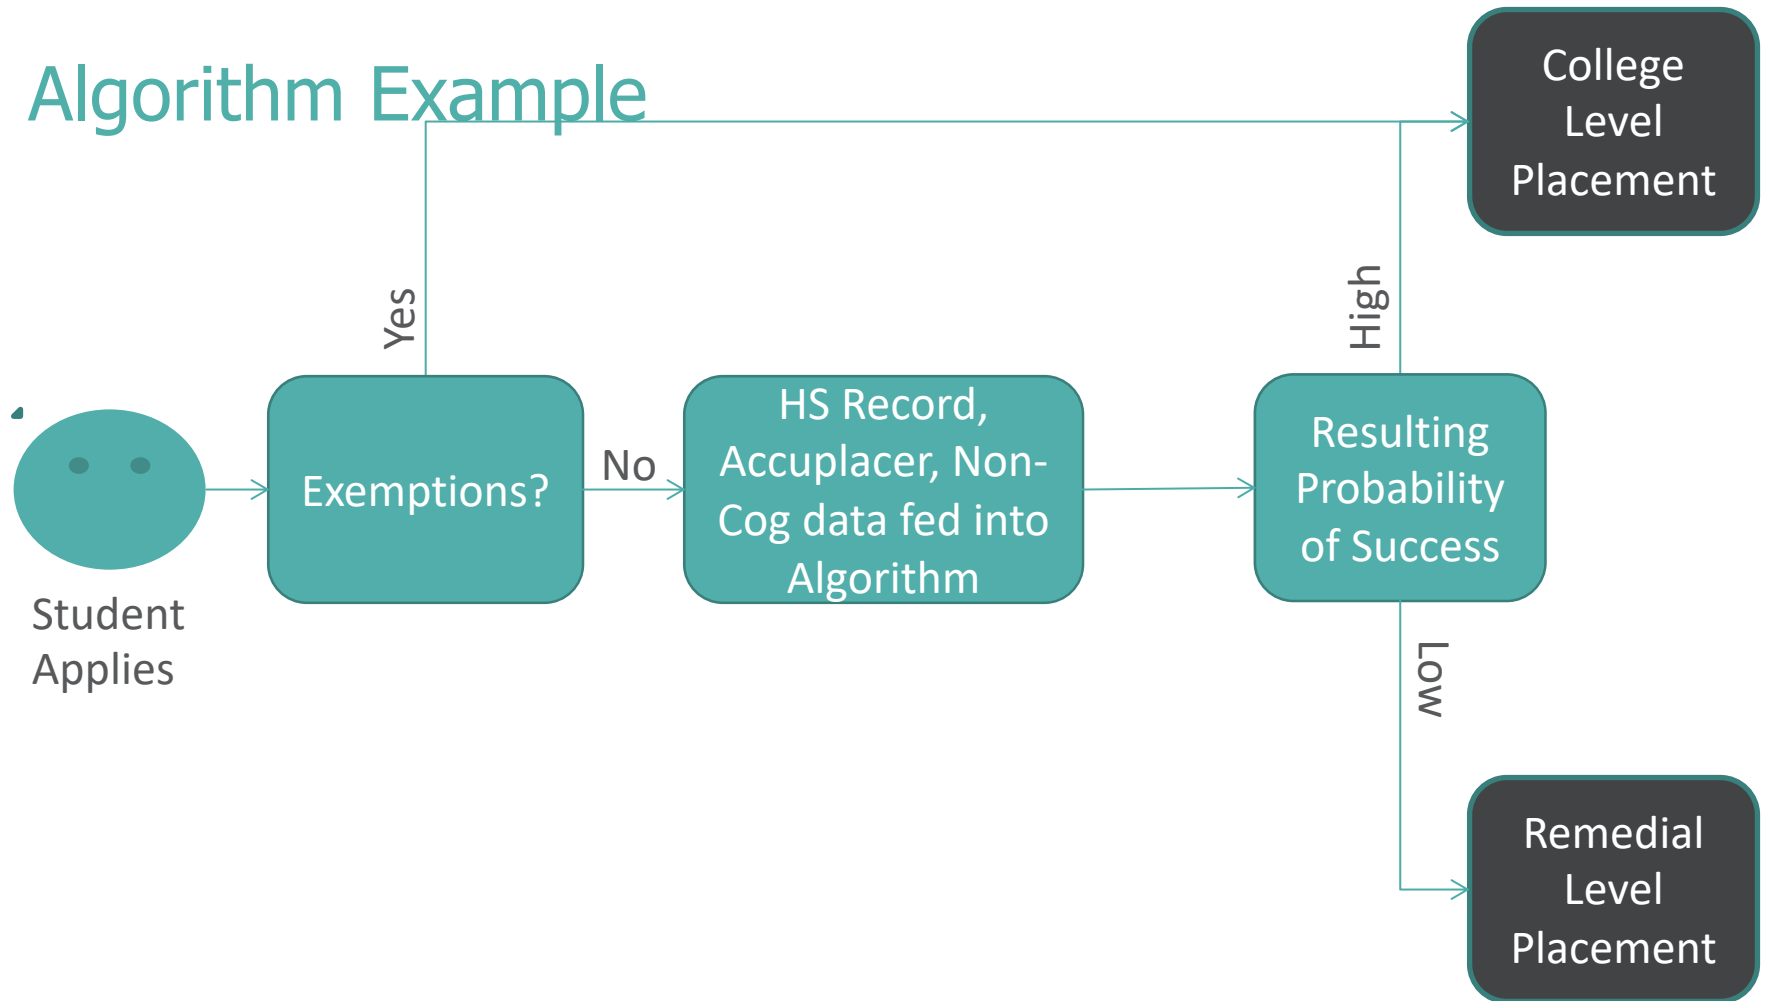 Algorithm Example
College
Level
Placement
Yes
High
Student
Applies
Exemptions?
No
HS Record,
Accuplacer, Non-
Cog data fed into
Algorithm
Resulting
Probability
of Success
Low
Remedial
Level
Placement